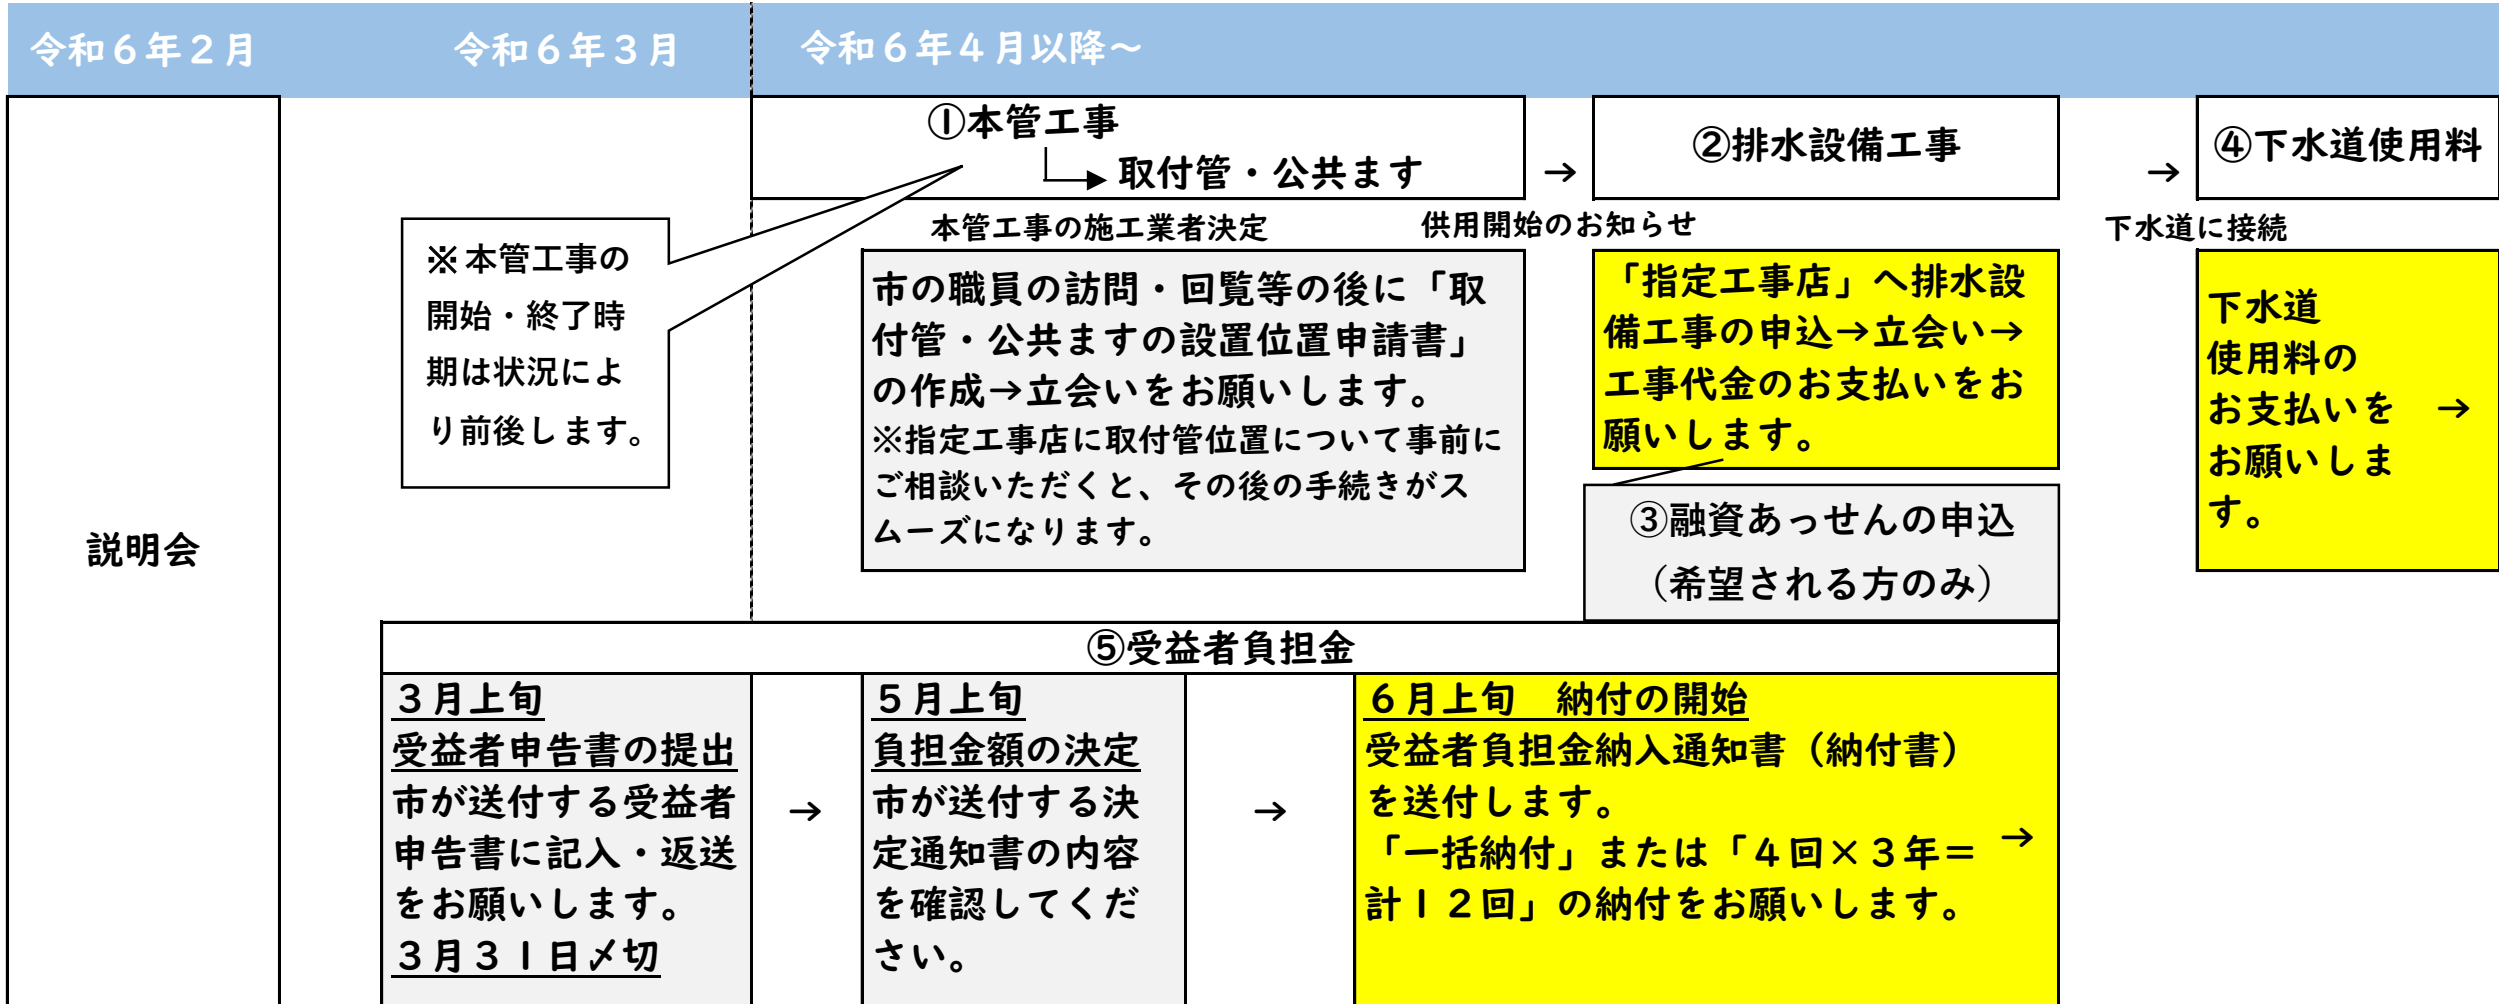 令和６年２月
令和６年３月
令和６年４月以降～
説明会
※本管工事の
開始・終了時
期は状況によ
り前後します。
①本管工事
取付管・公共ます
→
②排水設備工事
→
④下水道使用料
本管工事の施工業者決定
供用開始のお知らせ
下水道に接続
市の職員の訪問・回覧等の後に「取
付管・公共ますの設置位置申請書」
の作成→立会いをお願いします。
※指定工事店に取付管位置について事前に
ご相談いただくと、その後の手続きがス
ムーズになります。
「指定工事店」へ排水設
備工事の申込→立会い→
工事代金のお支払いをお
願いします。
③融資あっせんの申込
（希望される方のみ）
下水道
使用料の
お支払いを
お願いしま
す。
→
⑤受益者負担金
３月上旬
受益者申告書の提出
市が送付する受益者
申告書に記入・返送
をお願いします。
３月３１日〆切
→
５月上旬
負担金額の決定
市が送付する決
定通知書の内容
を確認してくだ
さい。
→
６月上旬　納付の開始
受益者負担金納入通知書（納付書）
を送付します。
「一括納付」または「４回×３年＝
計１２回」の納付をお願いします。
→